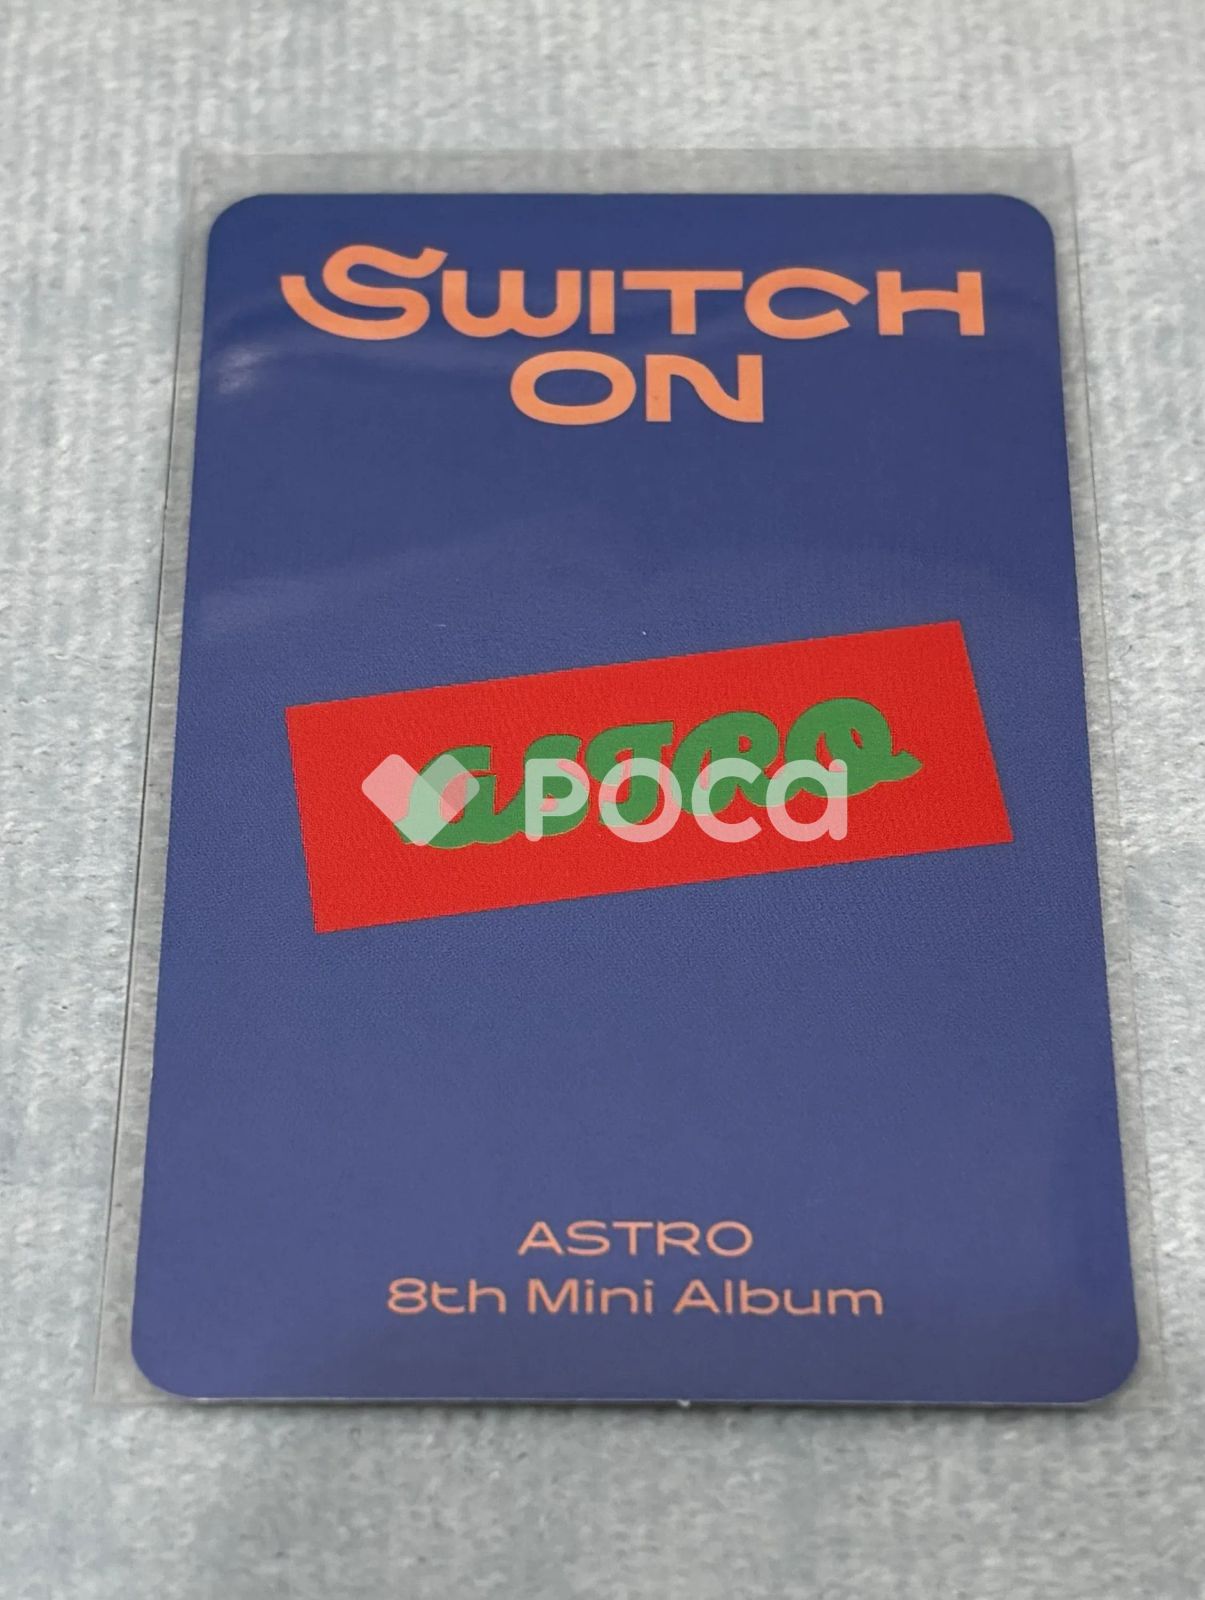 SWITCH
ON
ASTRO
POCA
ASTRO
8th Mini Album